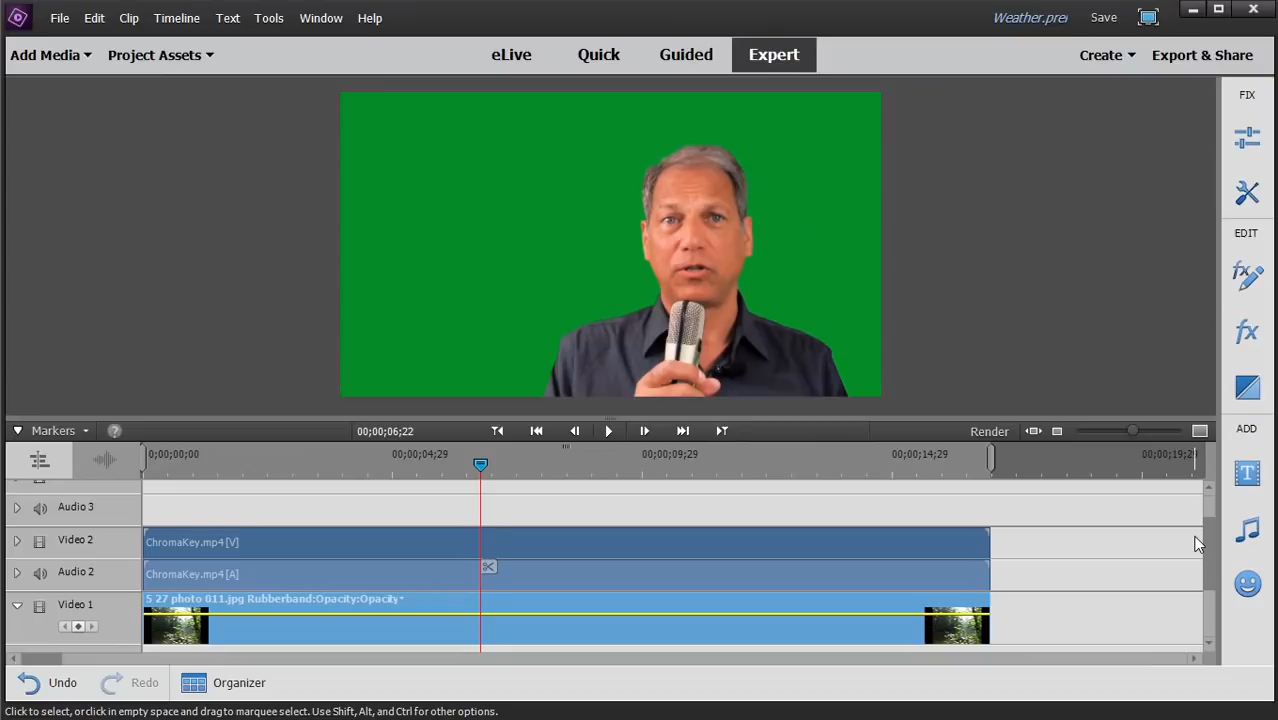 File Edit Clip Timeline Text Tools Window Help Weather.prel Save
Add Media Project Assets eLive Quick Guided Expert Create Export & Share
FIX
EDIT
ADD
Markers ? 00;00;06;22 Render
0;00;00;00 00;00;04;29 00;00;09;29 00;00;14;29 00;00;19;29
Audio 3
Video 2 ChromaKey.mp4 [V]
Audio 2 ChromaKey.mp4 [A]
Video 1 5 27 photo 011.jpg Rubberband:Opacity:Opacity
Undo Redo Organizer
Click to select, or click in empty space and drag to marquee select. Use Shift, Alt, and Ctrl for other options.